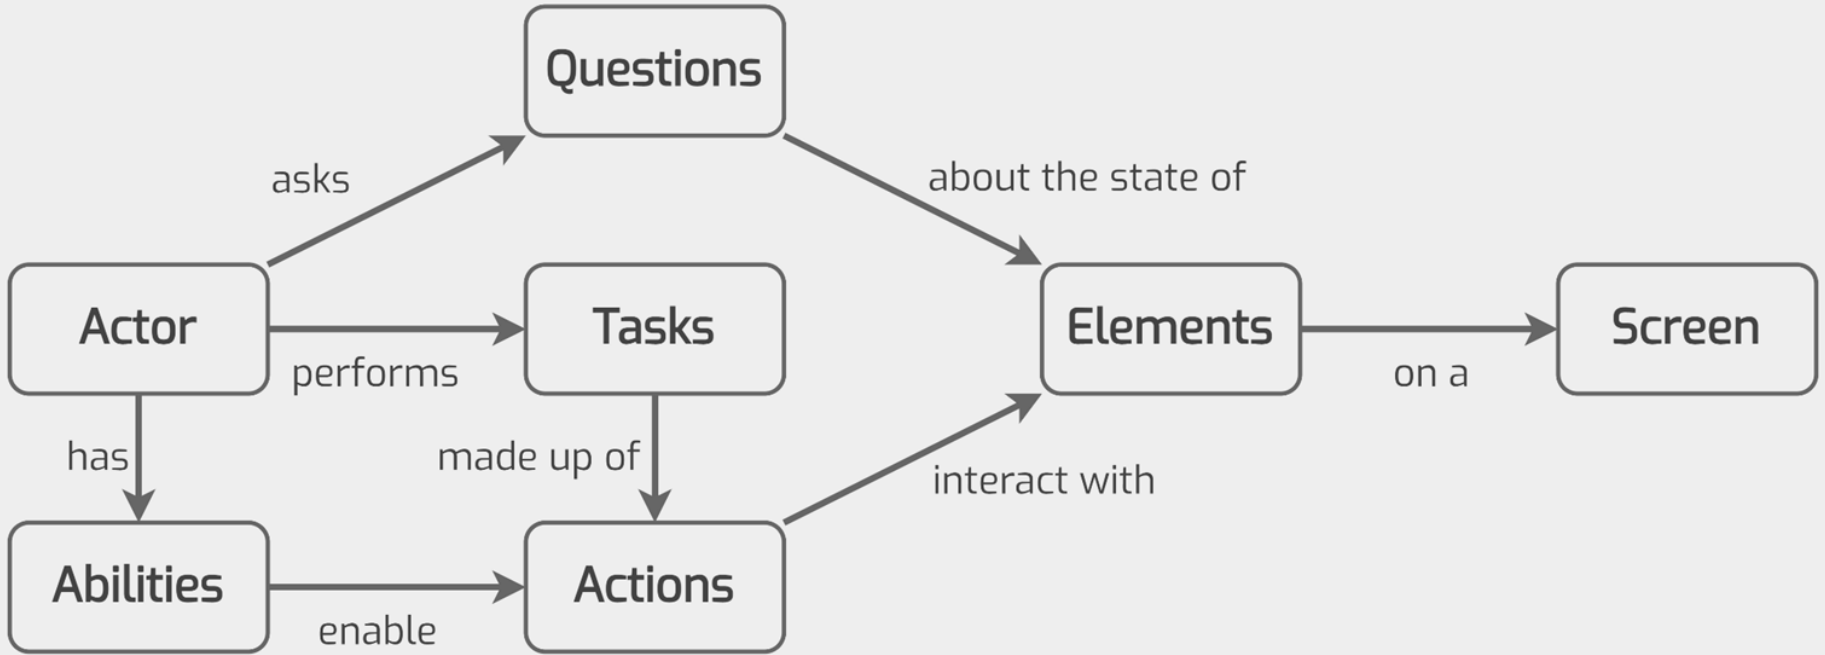 Questions
asks
about the state of
Actor
Tasks
Elements
Screen
performs
on a
has
made up of
interact with
Abilities
Actions
enable